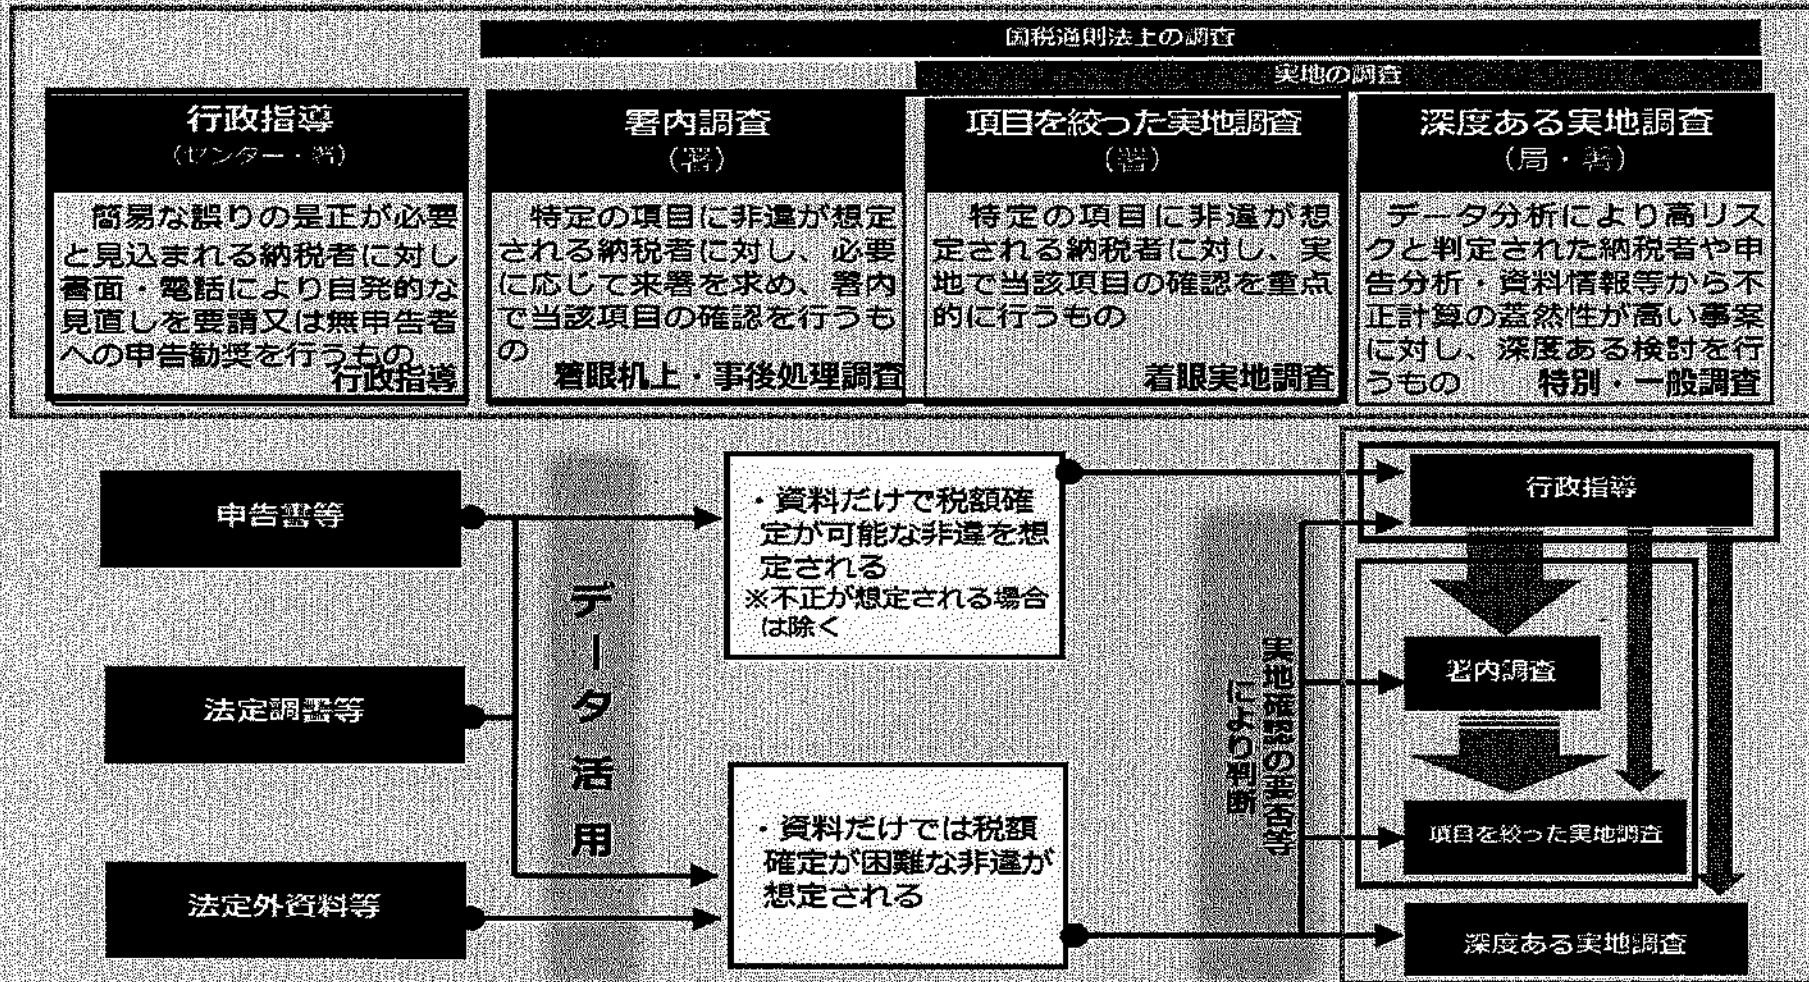 国税通則法上の調査
実地の調査
行政指導
（センター・署）
簡易な誤りの是正が必要
と見込まれる納税者に対し
書面・電話により自発的な
見直しを要請又は無申告者
への申告勧奨を行うもの
行政指導
署内調査
（署）
特定の項目に非違が想定
される納税者に対し、必要
に応じて来署を求め、署内
で当該項目の確認を行うも
の
着眼机上・事後処理調査
項目を絞った実地調査
（署）
特定の項目に非違が想
定される納税者に対し、実
地で当該項目の確認を重点
的に行うもの
着眼実地調査
深度ある実地調査
（局・署）
データ分析により高リス
クと判定された納税者や申
告分析・資料情報等から不
正計算の蓋然性が高い事案
に対し、深度ある検討を行
うもの
特別・一般調査
申告書等
法定調書等
法定外資料等
データ活用
・資料だけで税額確
定が可能な非違を想
定される
※不正が想定される場合
は除く
・資料だけでは税額
確定が困難な非違が
想定される
実地確認の要否等
により判断
行政指導
署内調査
項目を絞った実地調査
深度ある実地調査